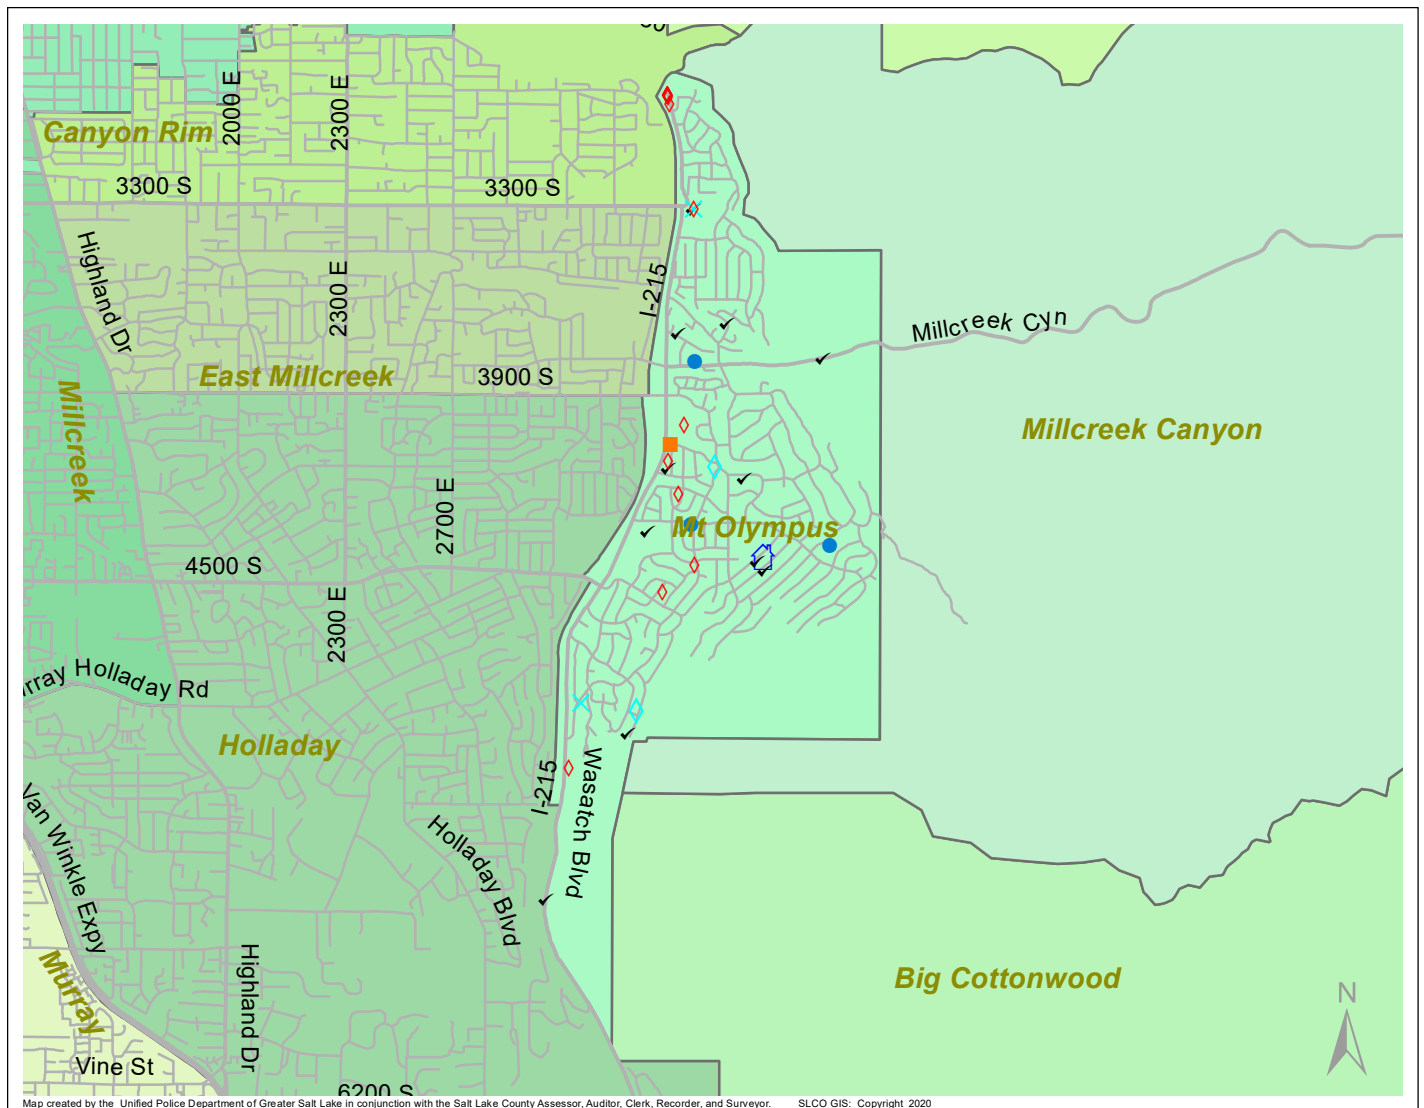 Canyon Rim
2000 E
2300 E
3300 S
3300 S
Highland Dr
2300 E
I-215
Millcreek Cyn
East Millcreek
3900 S
Millcreek
Millcreek Canyon
2700 E
Mt Olympus
4500 S
2300 E
Holladay Rd
Holladay
I-215
Wasatch Blvd
Van Winkle Expy
Holladay Blvd
Murray
Highland Dr
Big Cottonwood
N
Vine St
6200 S
Map created by the Unified Police Department of Greater Salt Lake in conjunction with the Salt Lake County Assessor, Auditor, Clerk, Recorder, and Surveyor. SLCO GIS: Copyright 2020